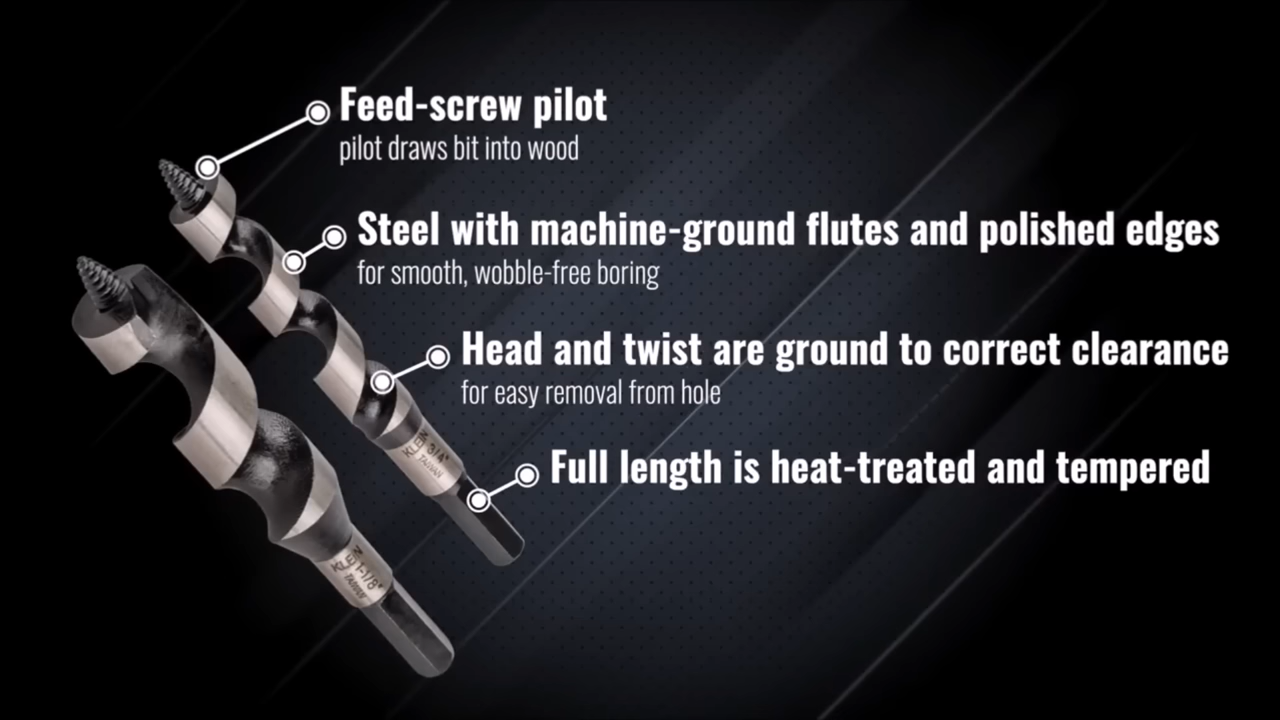 Feed-screw pilot
pilot draws bit into wood
Steel with machine-ground flutes and polished edges
for smooth, wobble-free boring
Head and twist are ground to correct clearance
for easy removal from hole
Full length is heat-treated and tempered
KLEIN 3/4"
TAIWAN
KLEIN
1-1/8"
TAIWAN